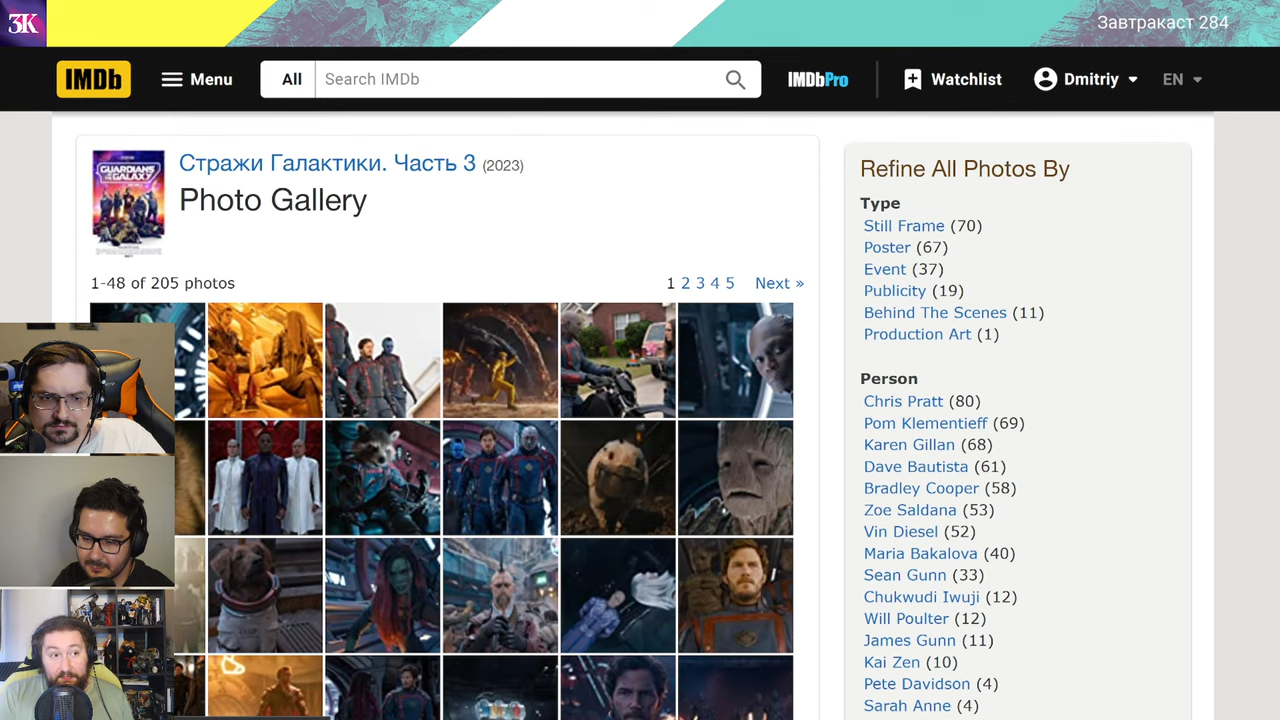 ЗК
Завтракаст 284
IMDb
Menu
All
Search IMDb
IMDbPro
Watchlist
Dmitriy
EN
GUARDIANS
GALAXY
Стражи Галактики. Часть 3 (2023)
Photo Gallery
1-48 of 205 photos
1 2 3 4 5 Next »
Refine All Photos By
Type
Still Frame (70)
Poster (67)
Event (37)
Publicity (19)
Behind The Scenes (11)
Production Art (1)
Person
Chris Pratt (80)
Pom Klementieff (69)
Karen Gillan (68)
Dave Bautista (61)
Bradley Cooper (58)
Zoe Saldana (53)
Vin Diesel (52)
Maria Bakalova (40)
Sean Gunn (33)
Chukwudi Iwuji (12)
Will Poulter (12)
James Gunn (11)
Kai Zen (10)
Pete Davidson (4)
Sarah Anne (4)